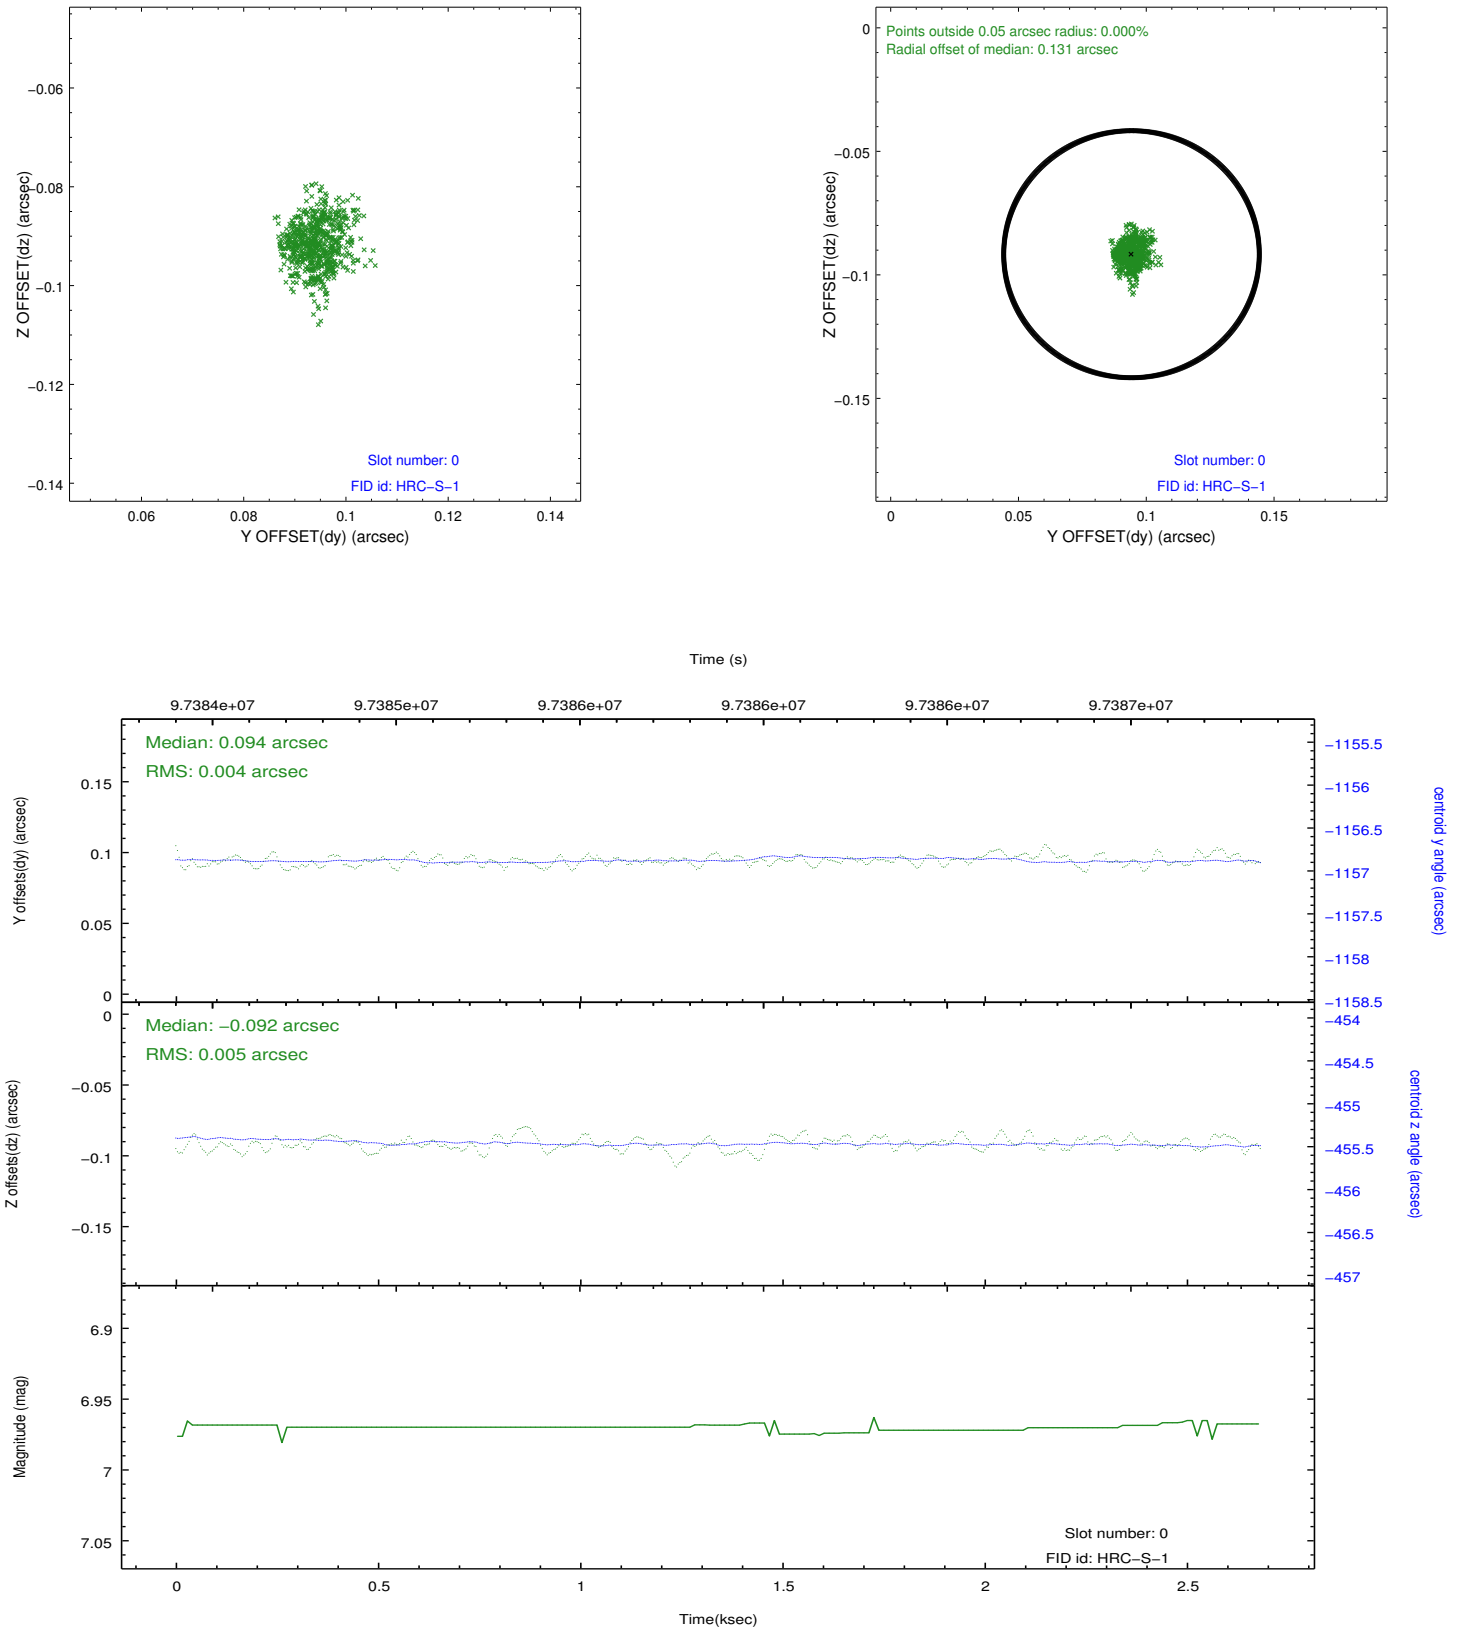 −0.06
−0.08
−0.1
−0.12
−0.14
Z OFFSET(dz) (arcsec)
Slot number: 0
FID id: HRC−S−1
0.06
0.08
0.1
0.12
0.14
Y OFFSET(dy) (arcsec)
Points outside 0.05 arcsec radius: 0.000%
Radial offset of median: 0.131 arcsec
0
−0.05
−0.1
−0.15
Z OFFSET(dz) (arcsec)
Slot number: 0
FID id: HRC−S−1
0
0.05
0.1
0.15
Y OFFSET(dy) (arcsec)
Time (s)
9.7384e+07
9.7385e+07
9.7386e+07
9.7386e+07
9.7386e+07
9.7387e+07
Median: 0.094 arcsec
RMS: 0.004 arcsec
0.15
0.1
0.05
0
Y offsets(dy) (arcsec)
−1155.5
−1156
−1156.5
−1157
−1157.5
−1158
−1158.5
centroid y angle (arcsec)
Median: −0.092 arcsec
RMS: 0.005 arcsec
0
−0.05
−0.1
−0.15
Z offsets(dz) (arcsec)
−454
−454.5
−455
−455.5
−456
−456.5
−457
centroid z angle (arcsec)
6.9
6.95
7
7.05
Magnitude (mag)
Slot number: 0
FID id: HRC−S−1
0
0.5
1
1.5
2
2.5
Time(ksec)